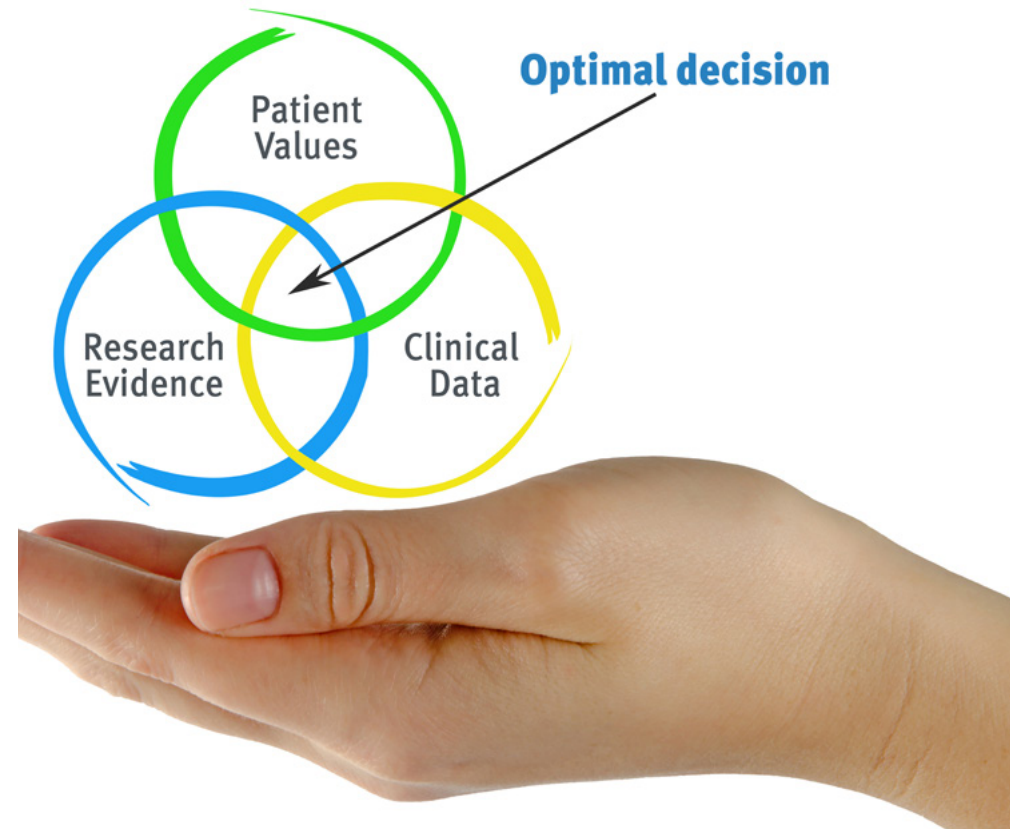 Optimal decision
Patient
Values
Research
Evidence
Clinical
Data